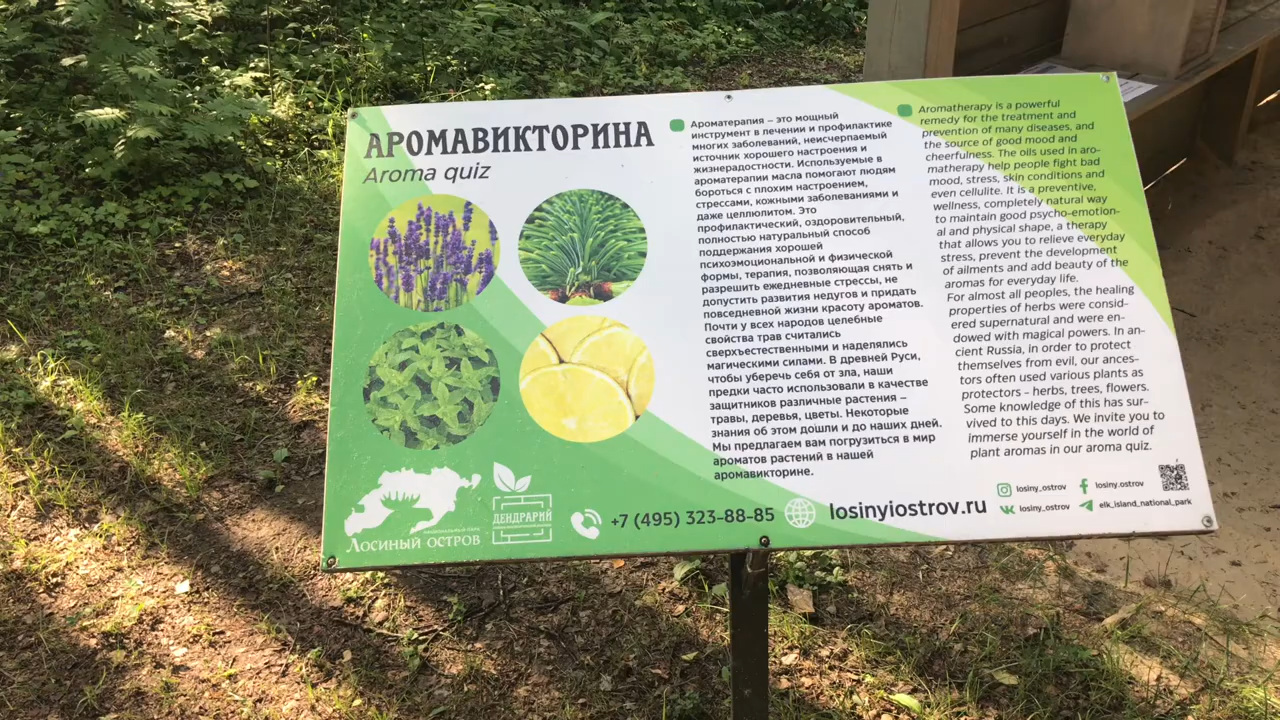 АРОМАВИКТОРИНА
Aroma quiz
Ароматерапия – это мощный
инструмент в лечении и профилактике
многих заболеваний, неисчерпаемый
источник хорошего настроения и
жизнерадостности. Используемые в
ароматерапии масла помогают людям
бороться с плохим настроением,
стрессами, кожными заболеваниями и
даже целлюлитом. Это
профилактический, оздоровительный,
полностью натуральный способ
поддержания хорошей
психоэмоциональной и физической
формы, терапия, позволяющая снять и
разрешить ежедневные стрессы, не
допустить развития недугов и придать
повседневной жизни красоту ароматов.
Почти у всех народов целебные
свойства трав считались
сверхъестественными и наделялись
магическими силами. В древней Руси,
чтобы уберечь себя от зла, наши
предки часто использовали в качестве
защитников различные растения –
травы, деревья, цветы. Некоторые
знания об этом дошли и до наших дней.
Мы предлагаем вам погрузиться в мир
ароматов растений в нашей
аромавикторине.
Aromatherapy is a powerful
remedy for the treatment and
prevention of many diseases, and
the source of good mood and
cheerfulness. The oils used in aro-
matherapy help people fight bad
mood, stress, skin conditions and
even cellulite. It is a preventive,
wellness, completely natural way
to maintain good psycho-emotion-
al and physical shape, a therapy
that allows you to relieve everyday
stress, prevent the development
of ailments and add beauty of the
aromas for everyday life.
For almost all peoples, the healing
properties of herbs were consid-
ered supernatural and were en-
dowed with magical powers. In an-
cient Russia, in order to protect
themselves from evil, our ances-
tors often used various plants as
protectors – herbs, trees, flowers.
Some knowledge of this has sur-
vived to this days. We invite you to
immerse yourself in the world of
plant aromas in our aroma quiz.
НАЦИОНАЛЬНЫЙ ПАРК
ЛОСИНЫЙ ОСТРОВ
ДЕНДРАРИЙ
+7 (495) 323-88-85
losinyiostrov.ru
losiny_ostrov
losiny.ostrov
losiny_ostrov
elk_island_national_park